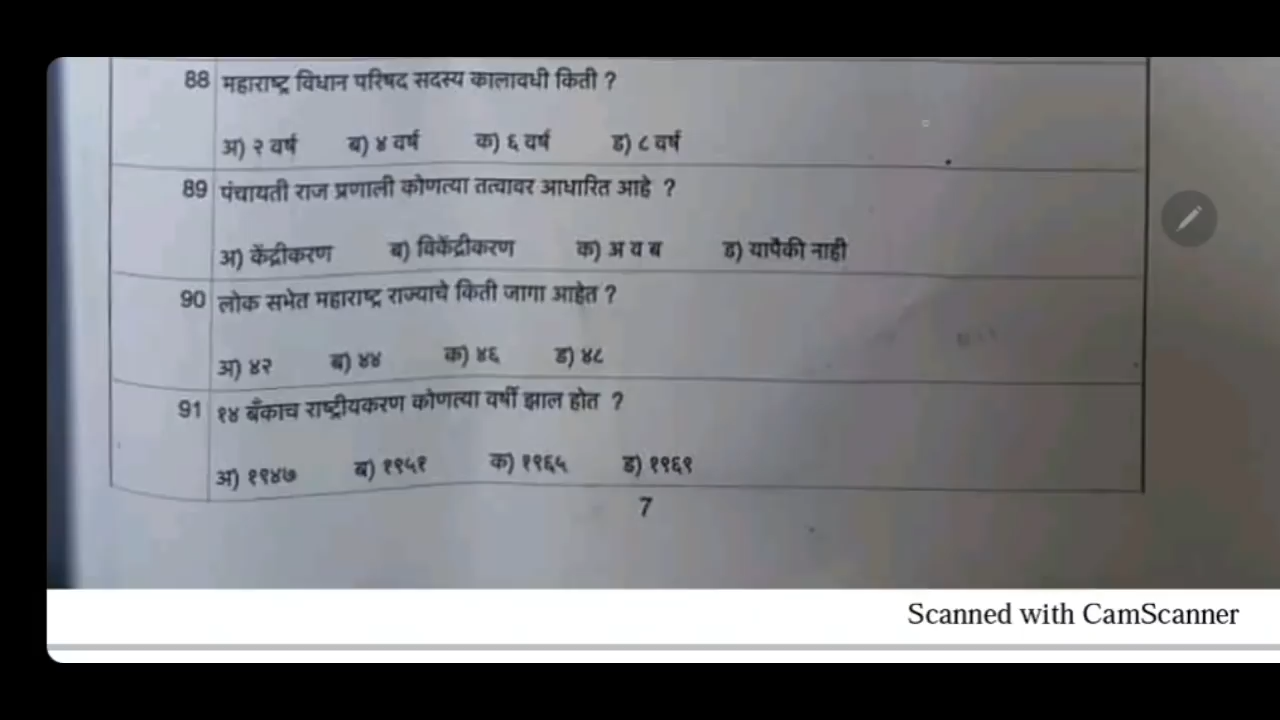 88 महाराष्ट्र विधान परिषद सदस्य कालावधी किती ?
अ) २ वर्ष ब) ४ वर्ष क) ६ वर्ष ड) ८ वर्ष
89 पंचायती राज प्रणाली कोणत्या तत्वावर आधारित आहे ?
अ) केंद्रीकरण ब) विकेंद्रीकरण क) अ व ब ड) यापैकी नाही
90 लोक सभेत महाराष्ट्र राज्याचे किती जागा आहेत ?
अ) ४२ ब) ४४ क) ४६ ड) ४८
91 १४ बँकाच राष्ट्रीयकरण कोणत्या वर्षी झाल होत ?
अ) १९४७ ब) १९५१ क) १९६५ ड) १९६९
7
Scanned with CamScanner